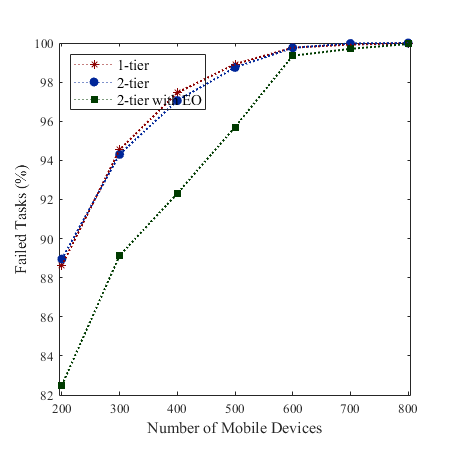 100
98
96
94
92
90
88
86
84
82
Failed Tasks (%)
1-tier
2-tier
2-tier with EO
200 300 400 500 600 700 800
Number of Mobile Devices